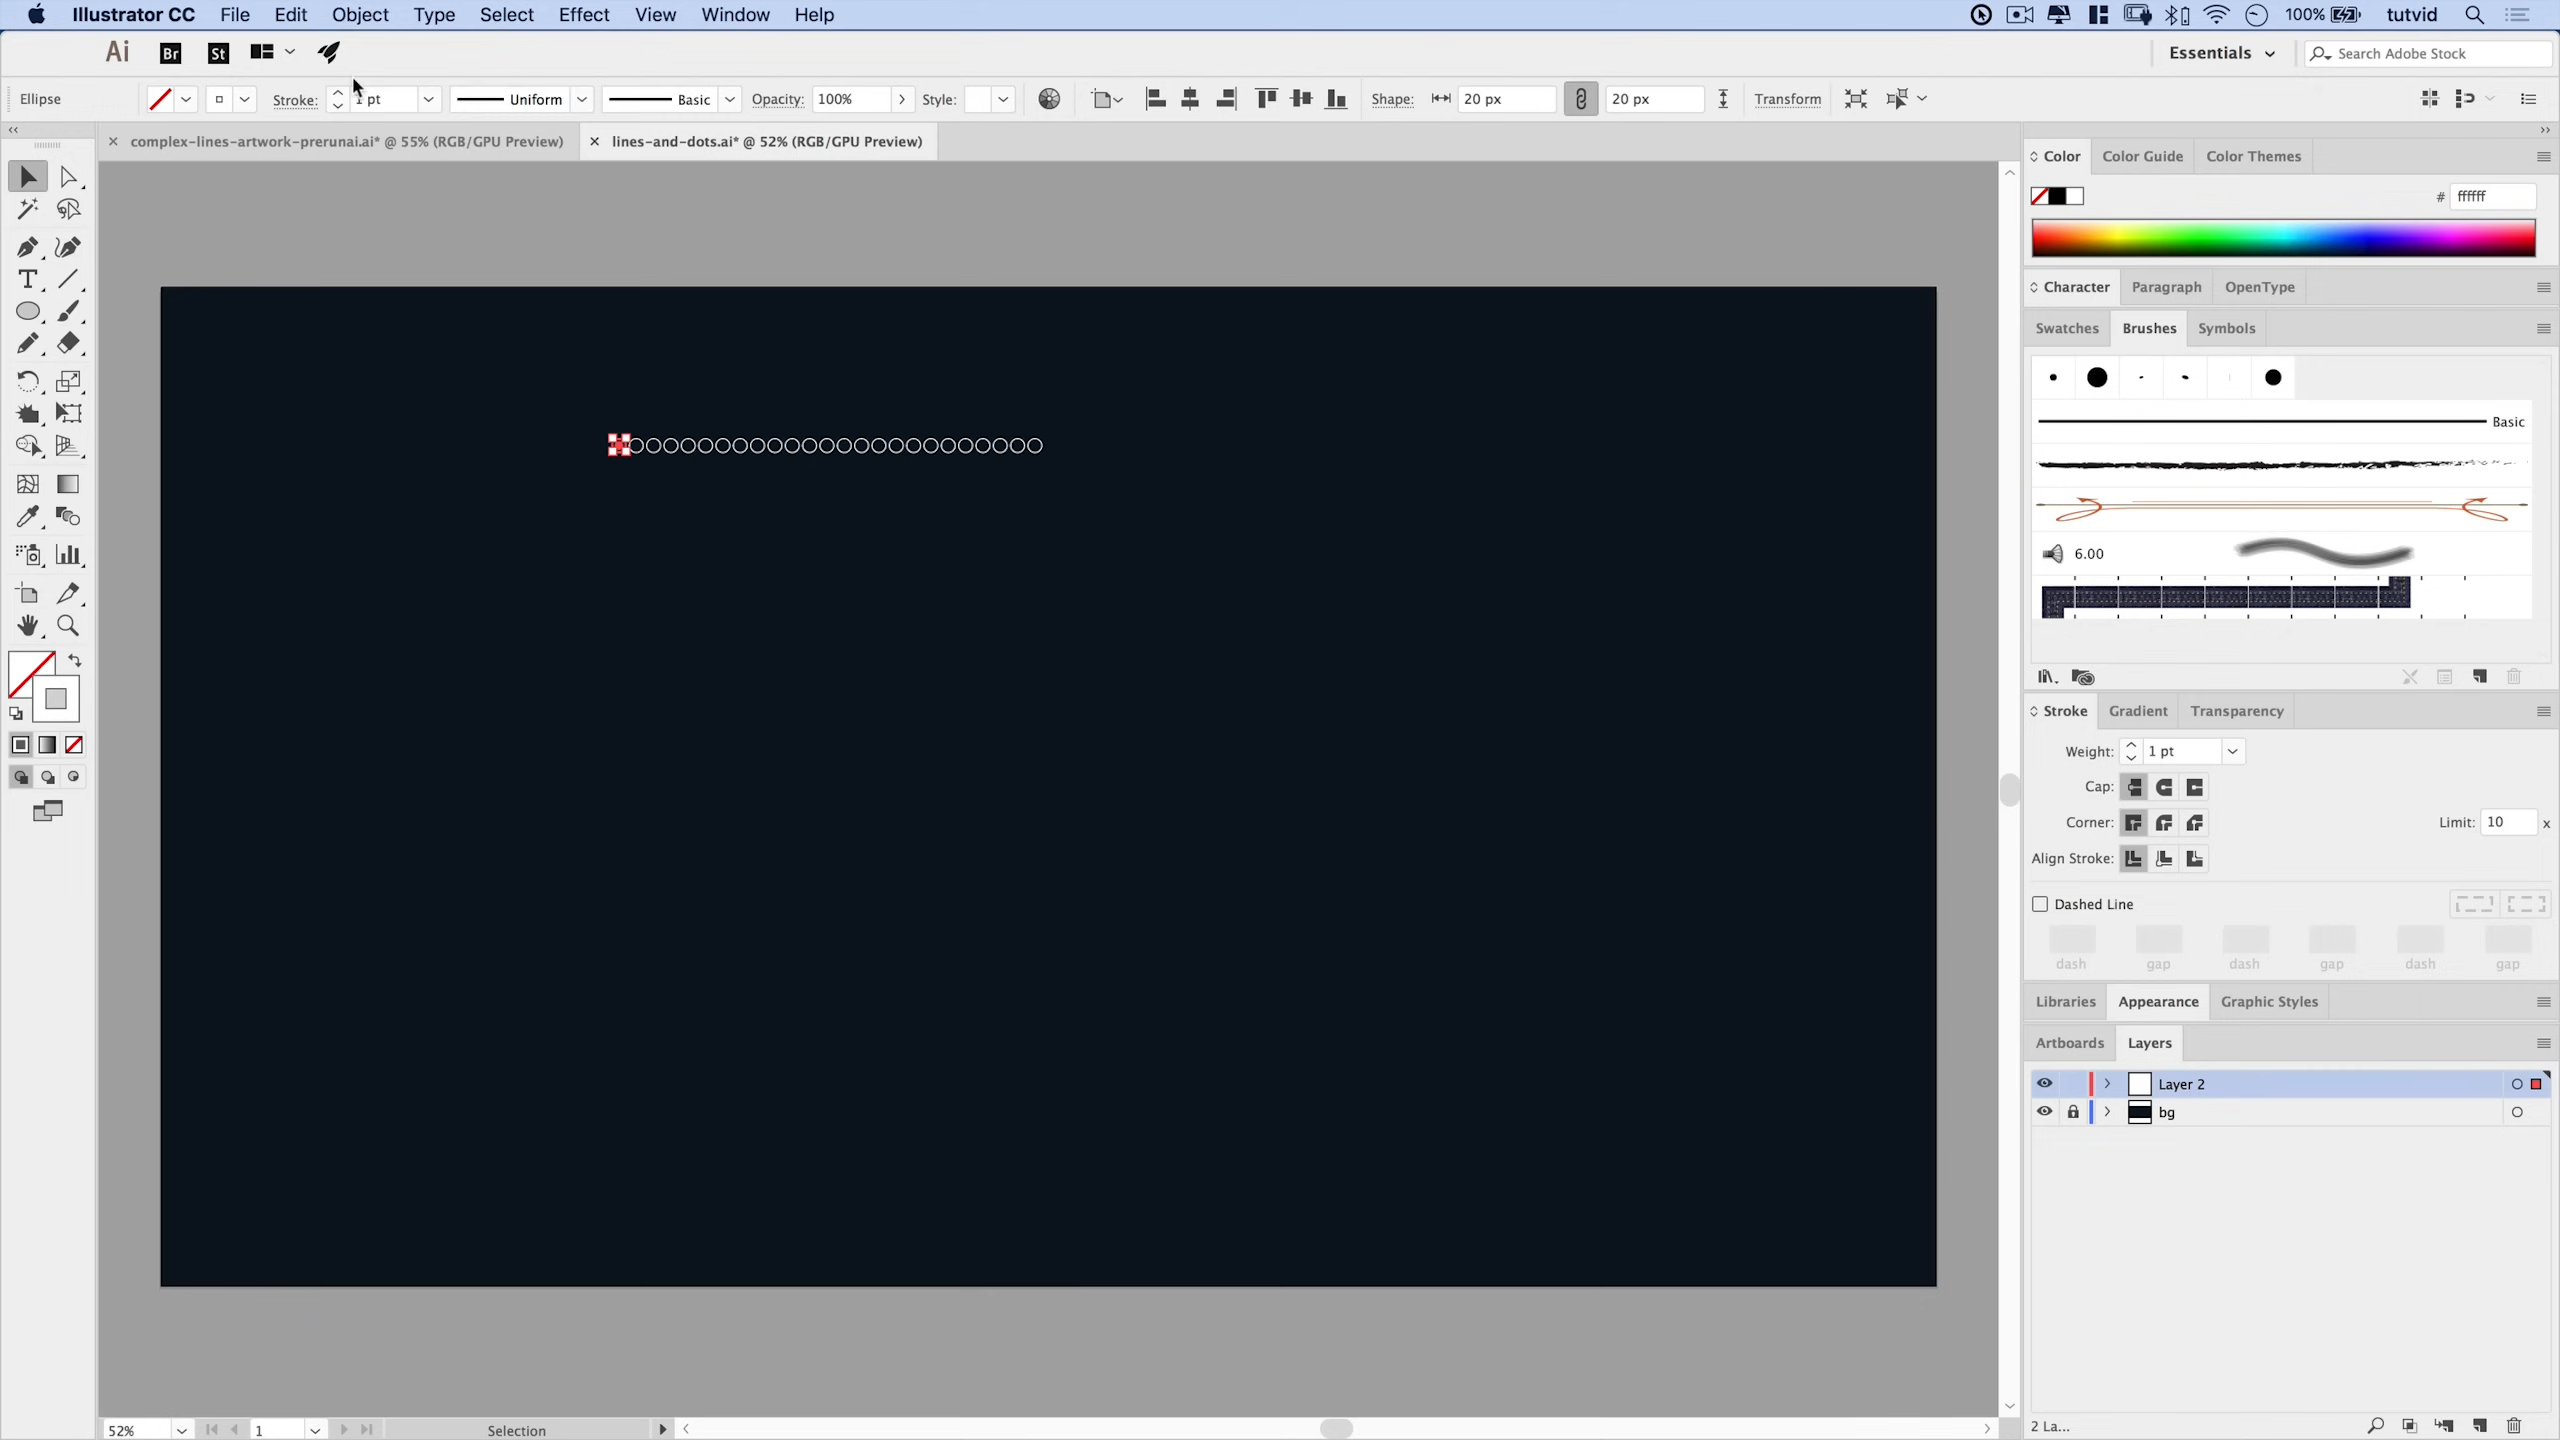 Illustrator CC File Edit Object Type Select Effect View Window Help 100% tutvid
Ai Br St Essentials Search Adobe Stock
Ellipse Stroke: 1 pt Uniform Basic Opacity: 100% Style: Shape: 20 px 20 px Transform
complex-lines-artwork-prerunai.ai* @ 55% (RGB/GPU Preview) lines-and-dots.ai* @ 52% (RGB/GPU Preview)
Color Color Guide Color Themes
# ffffff
Character Paragraph OpenType
Swatches Brushes Symbols
Basic
6.00
Stroke Gradient Transparency
Weight: 1 pt
Cap:
Corner: Limit: 10 x
Align Stroke:
Dashed Line
dash gap dash gap dash gap
Libraries Appearance Graphic Styles
Artboards Layers
Layer 2
bg
52% 1 Selection 2 La...